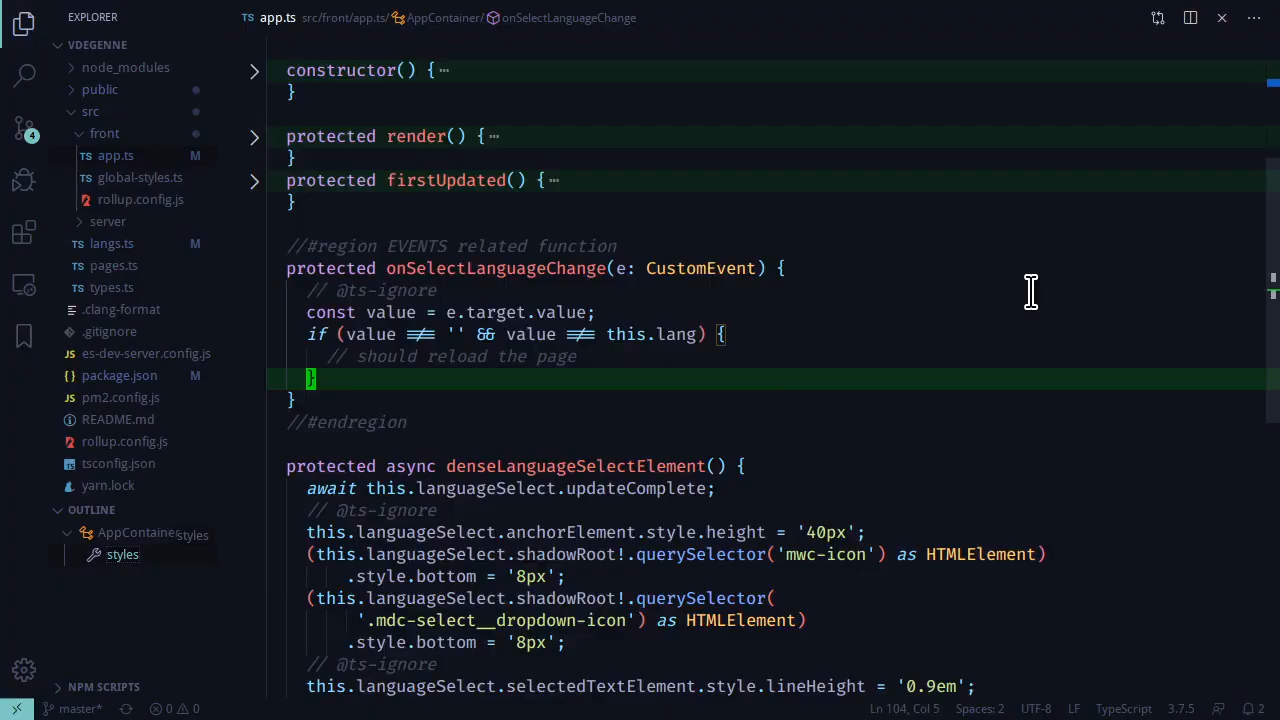 EXPLORER
app.ts src/front/app.ts/ AppContainer/ onSelectLanguageChange
VDEGENNE
node_modules
public
src
front
app.ts M
global-styles.ts
rollup.config.js
server
langs.ts M
pages.ts
types.ts
.clang-format
.gitignore
es-dev-server.config.js
package.json M
pm2.config.js
README.md
rollup.config.js
tsconfig.json
yarn.lock
OUTLINE
AppContainer
styles
styles
NPM SCRIPTS
4
constructor() { ⋯
}
protected render() { ⋯
}
protected firstUpdated() { ⋯
}
//#region EVENTS related function
protected onSelectLanguageChange(e: CustomEvent) {
// @ts-ignore
const value = e.target.value;
if (value !== '' && value !== this.lang) {
// should reload the page
}
}
//#endregion
protected async denseLanguageSelectElement() {
await this.languageSelect.updateComplete;
// @ts-ignore
this.languageSelect.anchorElement.style.height = '40px';
(this.languageSelect.shadowRoot!.querySelector('mwc-icon') as HTMLElement)
.style.bottom = '8px';
(this.languageSelect.shadowRoot!.querySelector(
'.mdc-select__dropdown-icon') as HTMLElement)
.style.bottom = '8px';
// @ts-ignore
this.languageSelect.selectedTextElement.style.lineHeight = '0.9em';
master* 0 0 Ln 104, Col 5 Spaces: 2 UTF-8 LF TypeScript 3.7.5 2